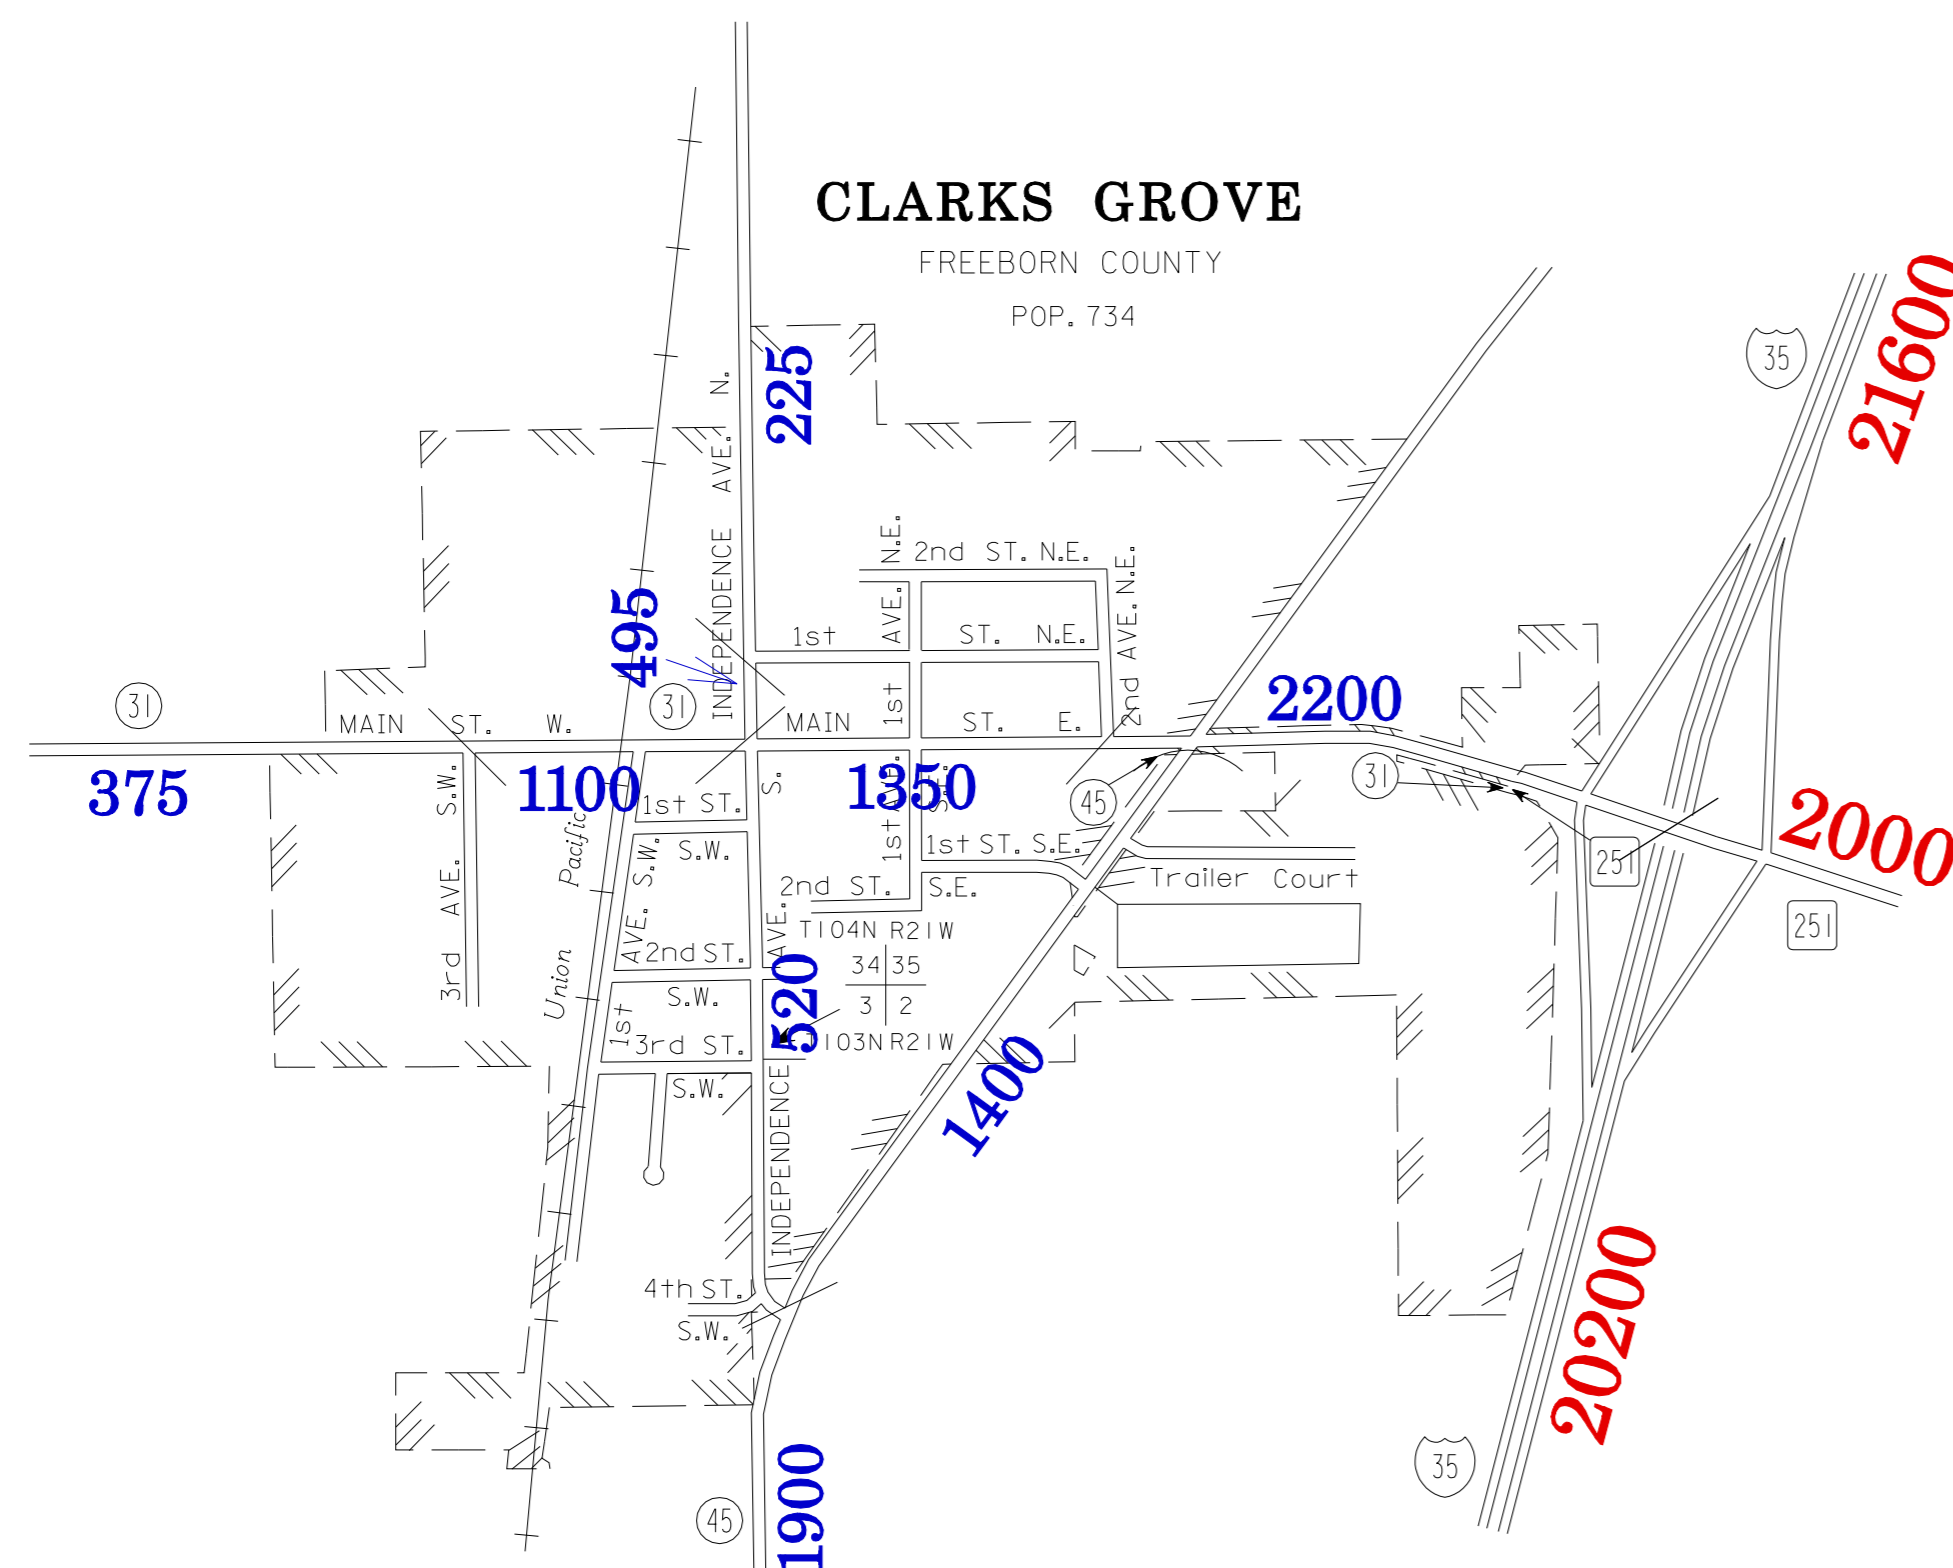 CLARKS GROVE
FREEBORN COUNTY
POP. 734
21600
35
225
INDEPENDENCE AVE. N.
495
2nd ST. N.E.
1st AVE. N.E.
2nd AVE. N.E.
1st ST. N.E.
31
31
MAIN ST. W.
MAIN ST. E.
2200
375
1100
1350
45
31
2000
251
251
3rd AVE. S.W.
1st ST. S.W.
Union Pacific
1st AVE. S.W.
1st AVE. S.E.
1st ST. S.E.
2nd ST. S.E.
Trailer Court
T104N R21W
34 35
3 2
T103N R21W
2nd ST. S.W.
520
3rd ST. S.W.
INDEPENDENCE AVE. S.
1400
4th ST. S.W.
20200
35
45
1900